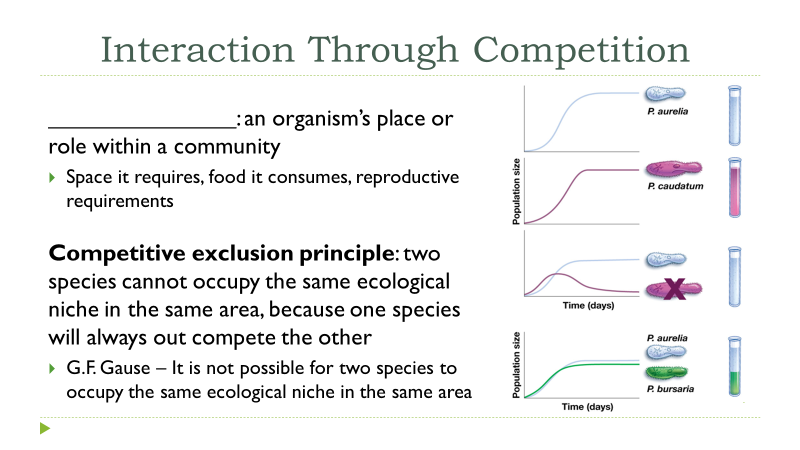 Interaction Through Competition
________________: an organism's place or
role within a community
Space it requires, food it consumes, reproductive
requirements
Competitive exclusion principle: two
species cannot occupy the same ecological
niche in the same area, because one species
will always out compete the other
G.F. Gause – It is not possible for two species to
occupy the same ecological niche in the same area
P. aurelia
P. caudatum
Population size
X
Time (days)
Population size
P. aurelia
P. bursaria
Time (days)